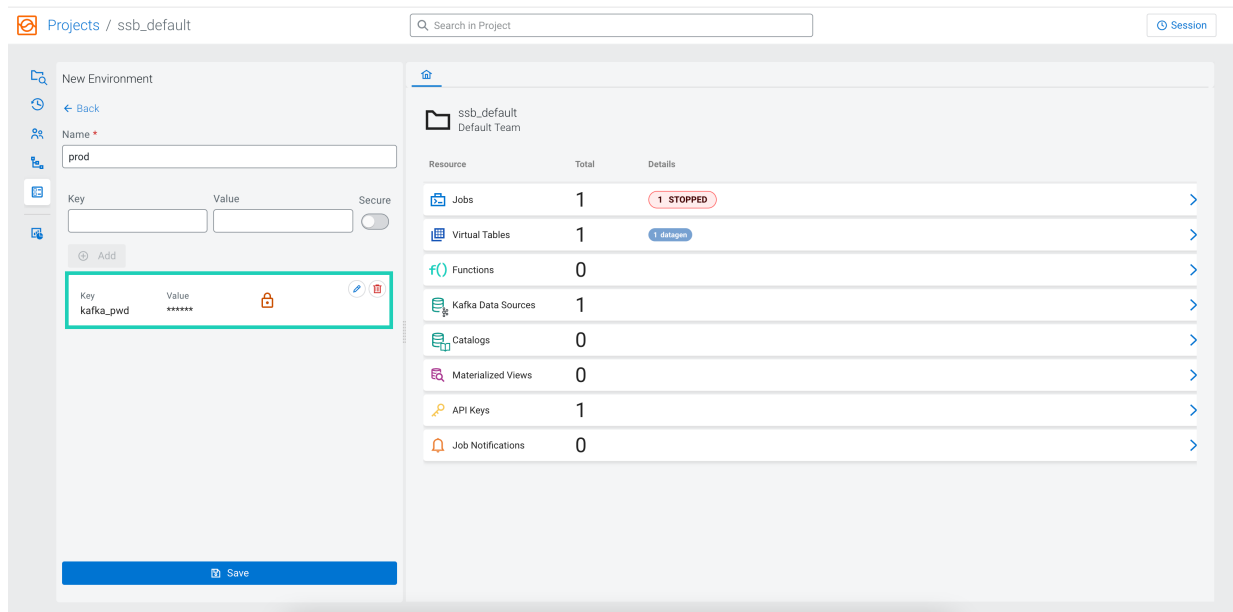 Projects / ssb_default
Search in Project
Session
New Environment
← Back
Name *
prod
Key Value Secure
Add
Key Value
kafka_pwd ******
Save
ssb_default
Default Team
Resource Total Details
Jobs 1 1 STOPPED
Virtual Tables 1 1 datagen
f() Functions 0
Kafka Data Sources 1
Catalogs 0
Materialized Views 0
API Keys 1
Job Notifications 0